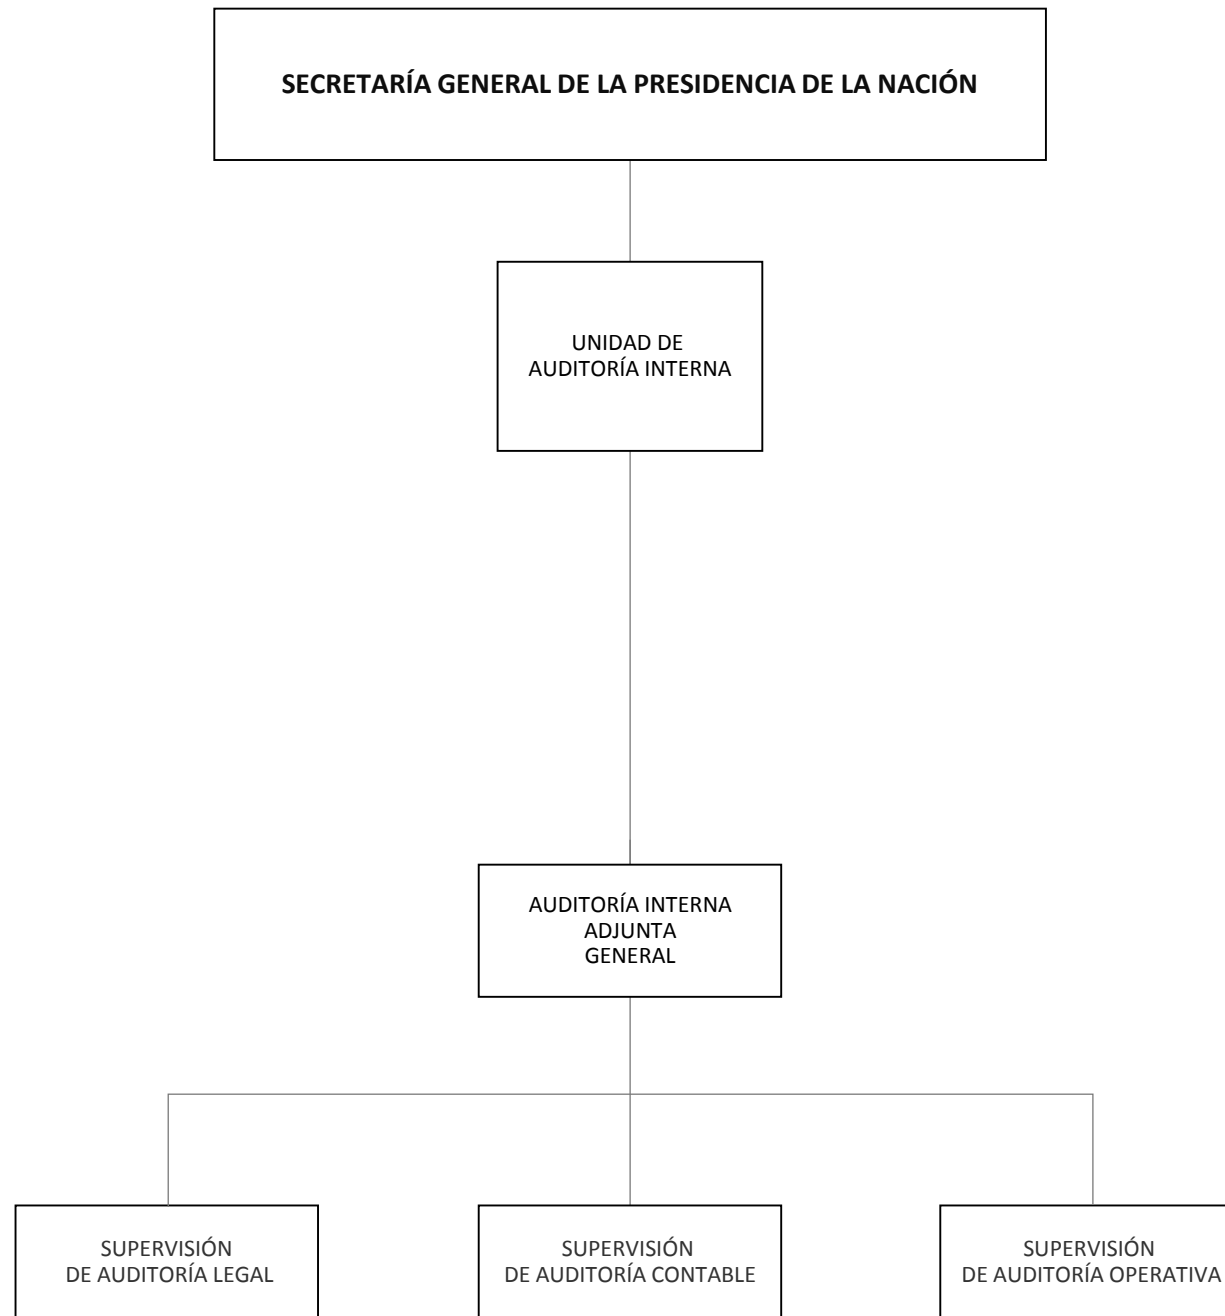 SECRETARÍA GENERAL DE LA PRESIDENCIA DE LA NACIÓN
UNIDAD DE
AUDITORÍA INTERNA
AUDITORÍA INTERNA
ADJUNTA
GENERAL
SUPERVISIÓN
DE AUDITORÍA LEGAL
SUPERVISIÓN
DE AUDITORÍA CONTABLE
SUPERVISIÓN
DE AUDITORÍA OPERATIVA